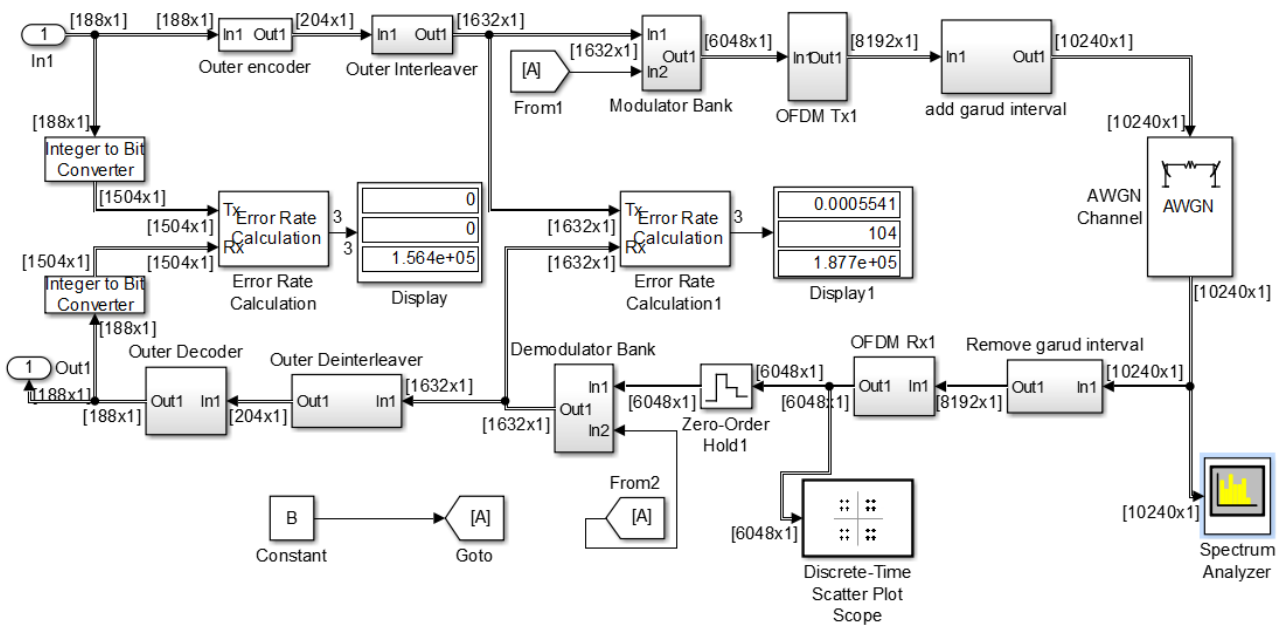 [188x1]
[188x1]
[204x1]
[1632x1]
1
In1
In1 Out1
Outer encoder
In1 Out1
Outer Interleaver
[1632x1]
[A]
From1
In1
In2
Out1
Modulator Bank
[6048x1]
In1Out1
OFDM Tx1
[8192x1]
In1 Out1
add garud interval
[10240x1]
[10240x1]
AWGN
AWGN
Channel
[10240x1]
[188x1]
Integer to Bit
Converter
[1504x1]
[1504x1]
Tx
Rx
Error Rate
Calculation
Error Rate
Calculation
3
3
0
0
1.564e+05
Display
[1632x1]
[1632x1]
Tx
Rx
Error Rate
Calculation
Error Rate
Calculation1
3
0.0005541
104
1.877e+05
Display1
[1504x1]
[1504x1]
Integer to Bit
Converter
[188x1]
1
Out1
[188x1]
Outer Decoder
Out1 In1
[188x1]
[204x1]
Outer Deinterleaver
Out1 In1
[1632x1]
[1632x1]
Demodulator Bank
In1
Out1
In2
[6048x1]
Zero-Order
Hold1
[6048x1]
[6048x1]
OFDM Rx1
Out1 In1
[8192x1]
Remove garud interval
Out1 In1
[10240x1]
From2
[A]
B
Constant
[A]
Goto
[6048x1]
Discrete-Time
Scatter Plot
Scope
[10240x1]
Spectrum
Analyzer